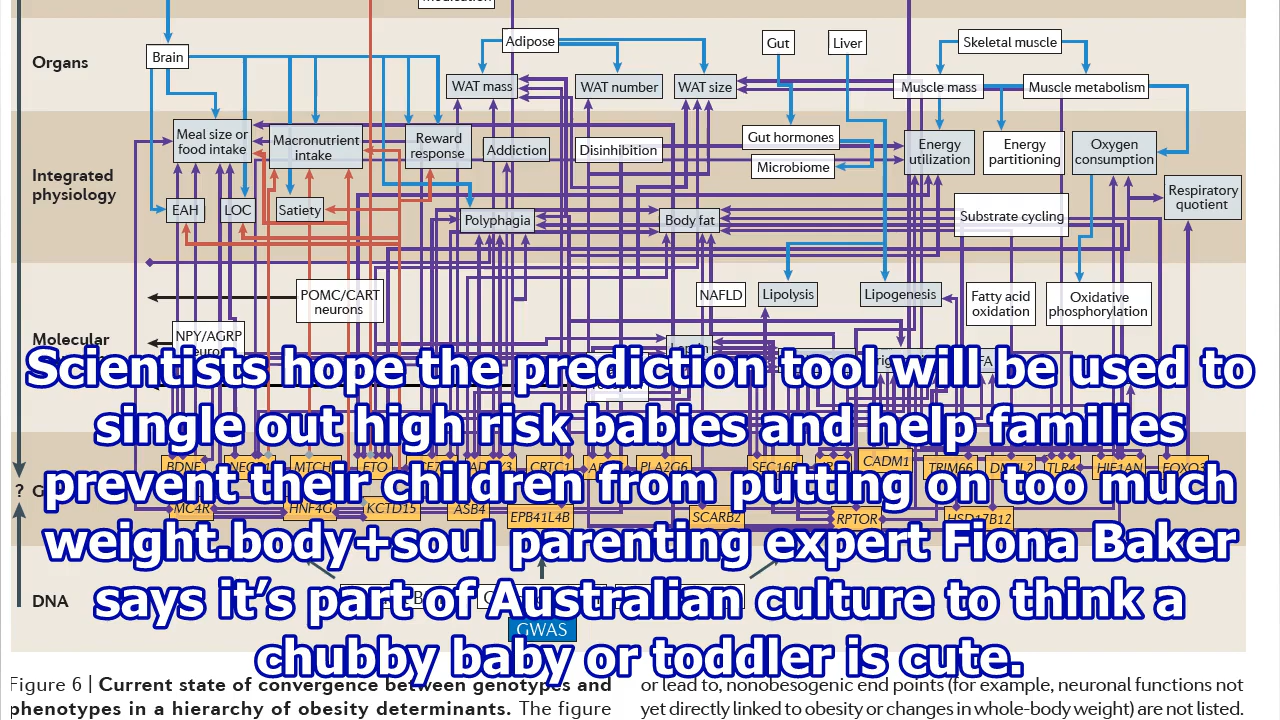 medication
Organs
Brain
Adipose
Gut
Liver
Skeletal muscle
WAT mass
WAT number
WAT size
Muscle mass
Muscle metabolism
Integrated
physiology
Meal size or
food intake
Macronutrient
intake
Reward
response
Addiction
Disinhibition
Gut hormones
Microbiome
Energy
utilization
Energy
partitioning
Oxygen
consumption
Respiratory
quotient
EAH
LOC
Satiety
Polyphagia
Body fat
Substrate cycling
POMC/CART
neurons
NAFLD
Lipolysis
Lipogenesis
Fatty acid
oxidation
Oxidative
phosphorylation
Molecular
NPY/AGRP
Scientists hope the prediction tool will be used to
single out high risk babies and help families
prevent their children from putting on too much
weight.body+soul parenting expert Fiona Baker
says it’s part of Australian culture to think a
chubby baby or toddler is cute.
BDNF
MTCH
FTO
CRTC1
PLA2G6
SEC16B
CADM1
TRIM66
TLR4
HIF1AN
FOXO3
?
MC4R
HNF4G
KCTD15
ASB4
EPB41L4B
SCARB2
RPTOR
HSD17B12
DNA
GWAS
Figure 6 | Current state of convergence between genotypes and
phenotypes in a hierarchy of obesity determinants. The figure
or lead to, nonobesogenic end points (for example, neuronal functions not
yet directly linked to obesity or changes in whole-body weight) are not listed.